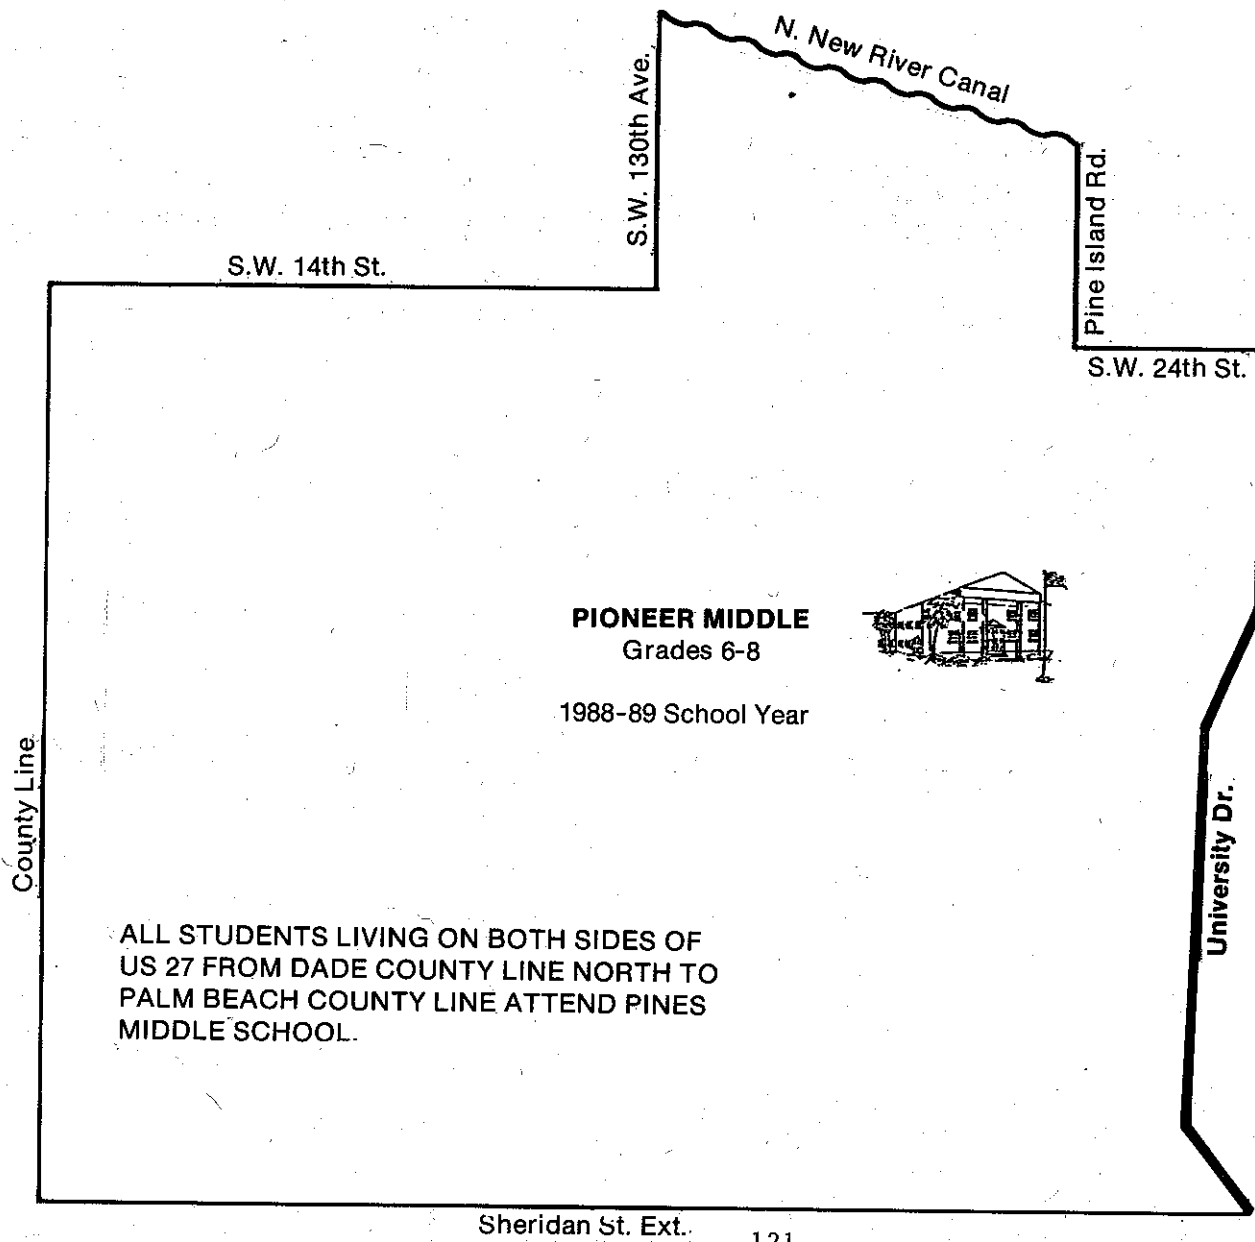 N. New River Canal
S.W. 130th Ave.
Pine Island Rd.
S.W. 14th St.
S.W. 24th St.
PIONEER MIDDLE
Grades 6-8
1988-89 School Year
County Line
University Dr.
ALL STUDENTS LIVING ON BOTH SIDES OF
US 27 FROM DADE COUNTY LINE NORTH TO
PALM BEACH COUNTY LINE ATTEND PINES
MIDDLE SCHOOL.
Sheridan St. Ext.
121